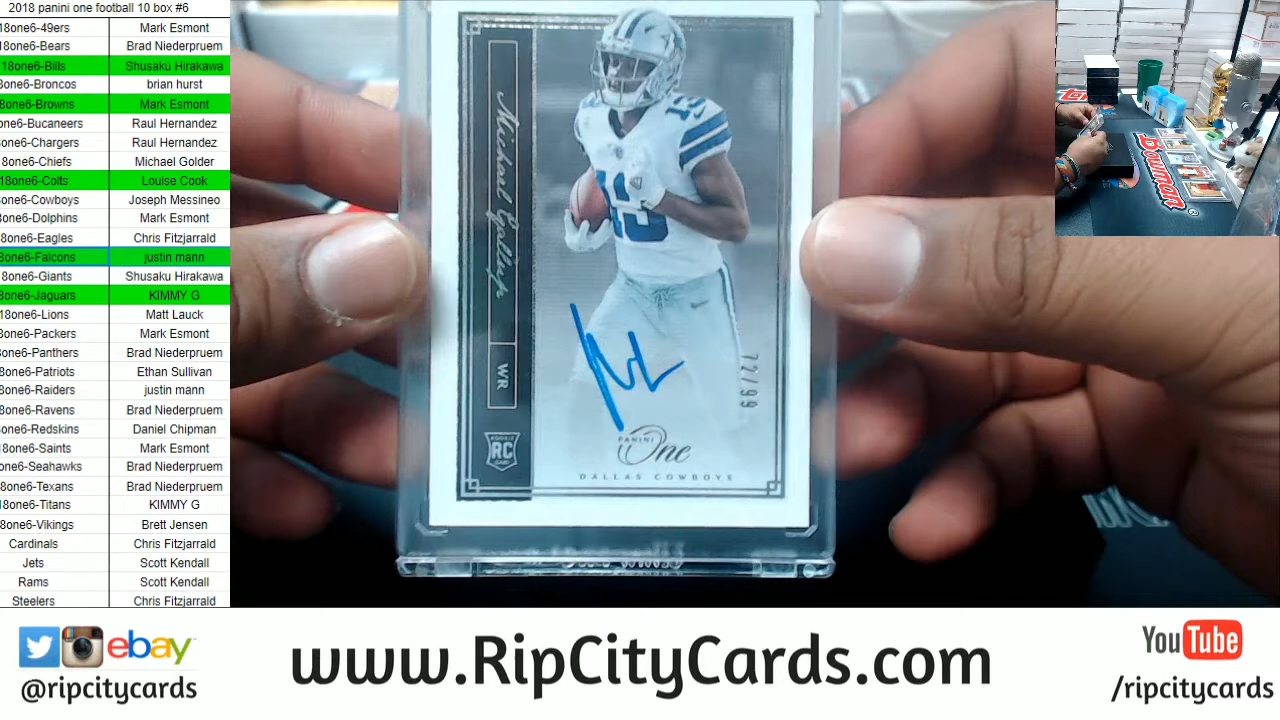 2018 panini one football 10 box #6
18one6-49ers Mark Esmont
18one6-Bears Brad Niederpruem
18one6-Bills Shusaku Hirakawa
8one6-Broncos brian hurst
8one6-Browns Mark Esmont
one6-Bucaneers Raul Hernandez
one6-Chargers Raul Hernandez
8one6-Chiefs Michael Golder
18one6-Colts Louise Cook
one6-Cowboys Joseph Messineo
one6-Dolphins Mark Esmont
8one6-Eagles Chris Fitzjarrald
8one6-Falcons justin mann
8one6-Giants Shusaku Hirakawa
8one6-Jaguars KIMMY G
18one6-Lions Matt Lauck
8one6-Packers Mark Esmont
one6-Panthers Brad Niederpruem
8one6-Patriots Ethan Sullivan
8one6-Raiders justin mann
8one6-Ravens Brad Niederpruem
one6-Redskins Daniel Chipman
8one6-Saints Mark Esmont
one6-Seahawks Brad Niederpruem
8one6-Texans Brad Niederpruem
18one6-Titans KIMMY G
8one6-Vikings Brett Jensen
Cardinals Chris Fitzjarrald
Jets Scott Kendall
Rams Scott Kendall
Steelers Chris Fitzjarrald
Michael Gallup
WR
ROOKIE
RC
CARD
13
13
72/99
PANINI
One
DALLAS COWBOYS
Bowman
ebay
@ripcitycards
www.RipCityCards.com
YouTube
/ripcitycards